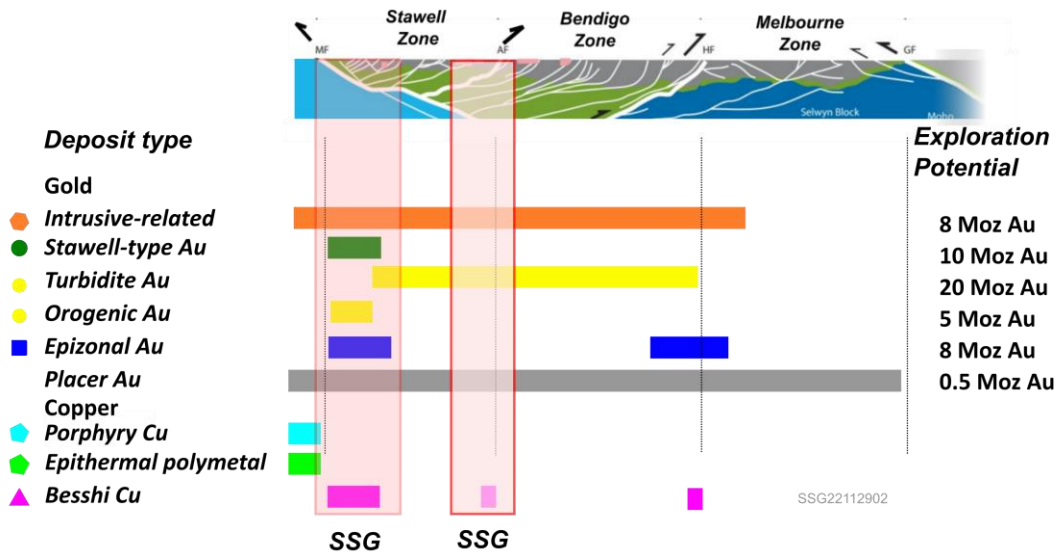 Stawell
Zone
Bendigo
Zone
Melbourne
Zone
MF
AF
HF
GF
Selwyn Block
Moho
Deposit type
Exploration
Potential
Gold
Intrusive-related
8 Moz Au
Stawell-type Au
10 Moz Au
Turbidite Au
20 Moz Au
Orogenic Au
5 Moz Au
Epizonal Au
8 Moz Au
Placer Au
0.5 Moz Au
Copper
Porphyry Cu
Epithermal polymetal
Besshi Cu
SSG22112902
SSG
SSG